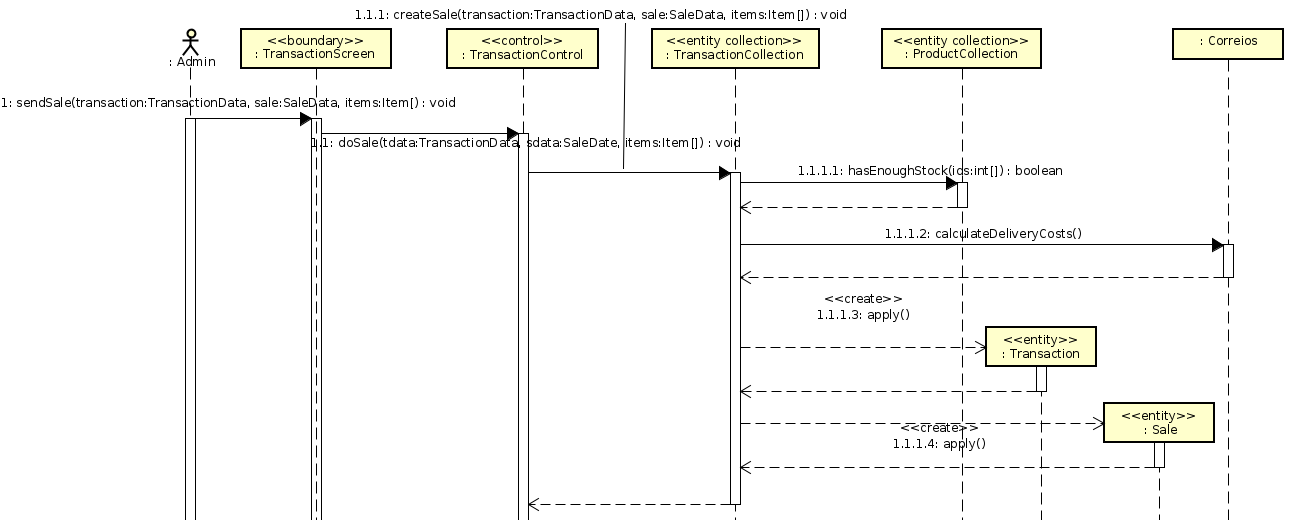 1.1.1: createSale(transaction:TransactionData, sale:SaleData, items:Item[]) : void
: Admin
<<boundary>>
: TransactionScreen
<<control>>
: TransactionControl
<<entity collection>>
: TransactionCollection
<<entity collection>>
: ProductCollection
: Correios
1: sendSale(transaction:TransactionData, sale:SaleData, items:Item[) : void
1.1: doSale(tdata:TransactionData, sdata:SaleDate, items:Item[]) : void
1.1.1.1: hasEnoughStock(ids:int[]) : boolean
1.1.1.2: calculateDeliveryCosts()
<<create>>
1.1.1.3: apply()
<<entity>>
: Transaction
<<entity>>
: Sale
<<create>>
1.1.1.4: apply()